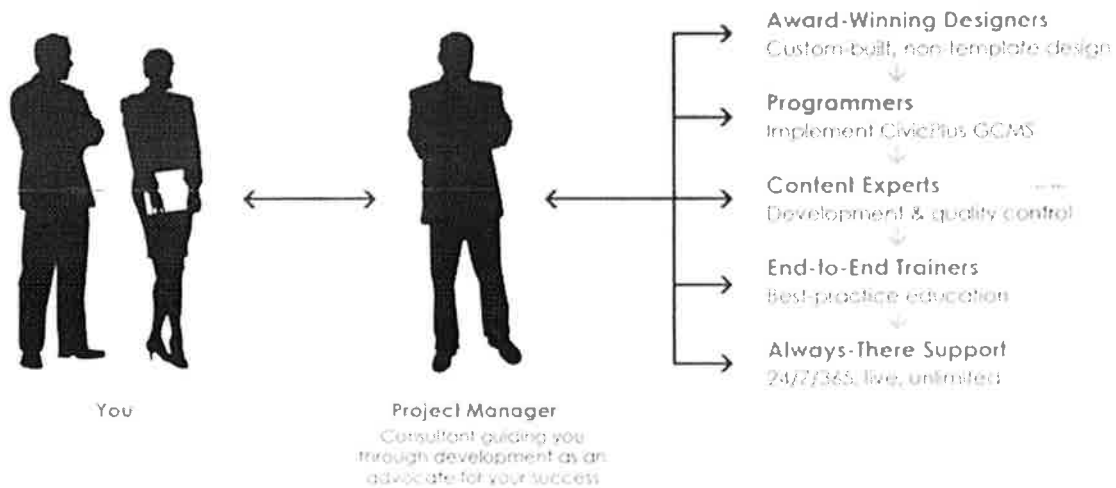 Award-Winning Designers
Custom-built, non-template design
Programmers
Implement CivicPlus GCMS
Content Experts
Development & quality control
End-to-End Trainers
Best-practice education
Always-There Support
24/7/365, live, unlimited
You
Project Manager
Consultant guiding you
through development as an
advocate for your success